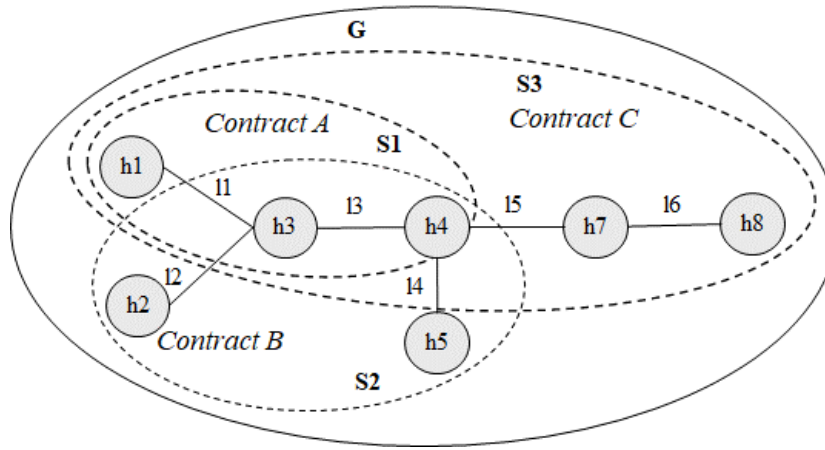 G
S3
Contract A
Contract C
S1
h1
l1
h3
l3
h4
l5
h7
l6
h8
l2
l4
h2
h5
Contract B
S2